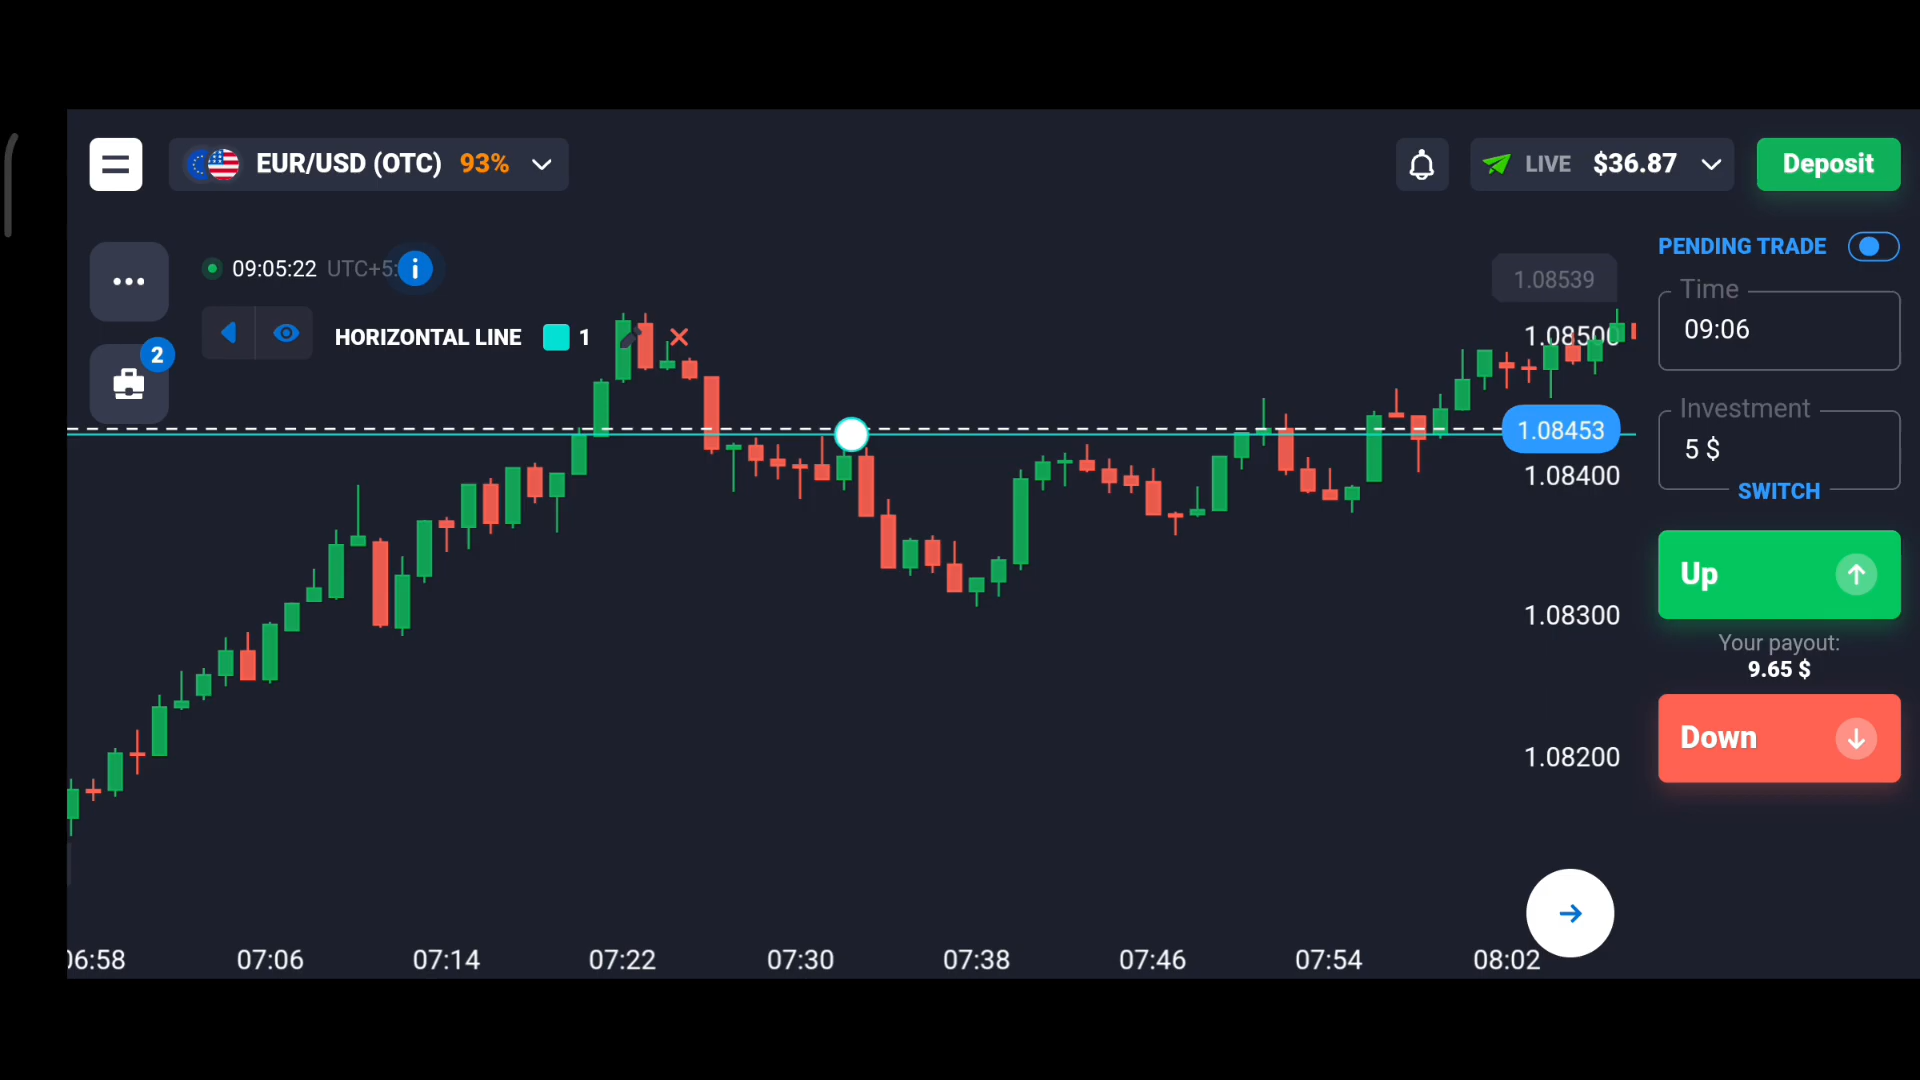 EUR/USD (OTC) 93%
LIVE $36.87
Deposit
09:05:22 UTC+5:
2
HORIZONTAL LINE 1
PENDING TRADE
Time
09:06
Investment
5 $
SWITCH
Up
Your payout:
9.65 $
Down
1.08539
1.08500
1.08453
1.08400
1.08300
1.08200
06:58 07:06 07:14 07:22 07:30 07:38 07:46 07:54 08:02